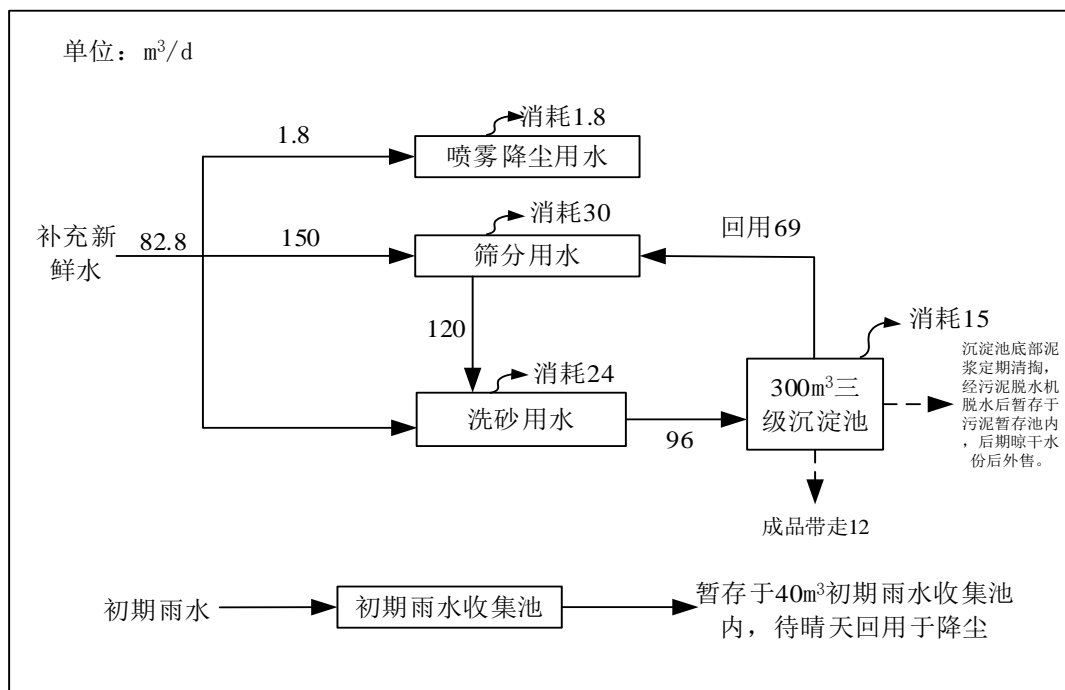 单位：m³/d
消耗1.8
1.8
喷雾降尘用水
消耗30
补充新
鲜水
82.8
150
筛分用水
回用69
120
消耗15
消耗24
洗砂用水
96
300m³三
级沉淀池
沉淀池底部泥
浆定期清掏，
经污泥脱水机
脱水后暂存于
污泥暂存池内
，后期晾干水
份后外售。
成品带走12
初期雨水
初期雨水收集池
暂存于40m³初期雨水收集池
内，待晴天回用于降尘